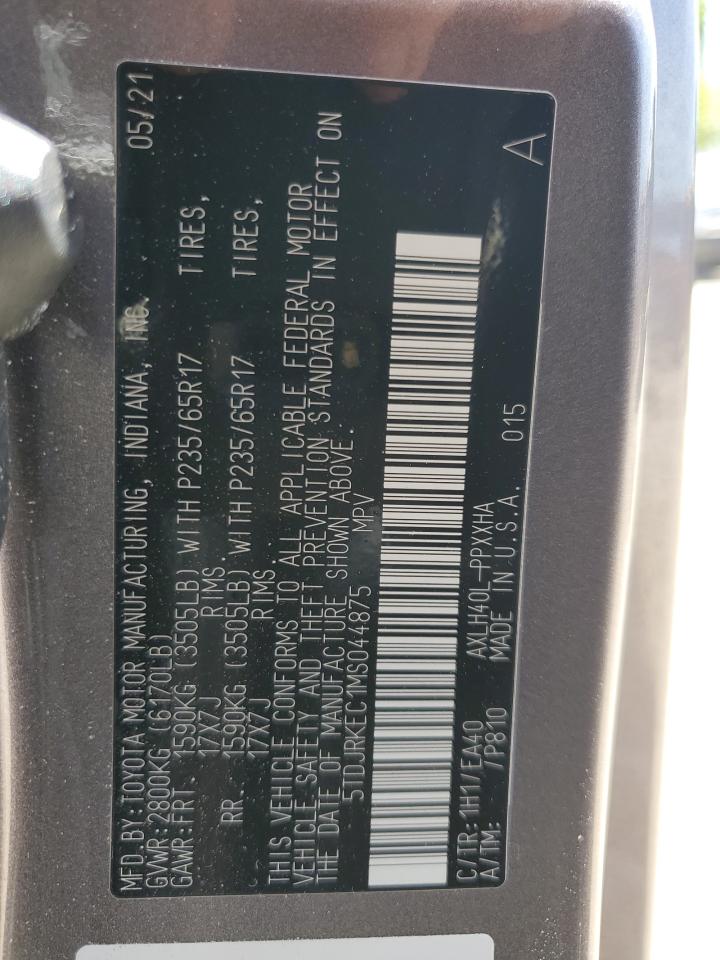 MFD.BY:TOYOTA MOTOR MANUFACTURING, INDIANA, INC. 05/21
GVWR:2800KG (6170LB)
GAWR:FRT. 1590KG (3505LB) WITH P235/65R17 TIRES,
17X7J RIMS.
RR. 1590KG (3505LB) WITH P235/65R17 TIRES,
17X7J RIMS.
THIS VEHICLE CONFORMS TO ALL APPLICABLE FEDERAL MOTOR
VEHICLE SAFETY AND THEFT PREVENTION STANDARDS IN EFFECT ON
THE DATE OF MANUFACTURE SHOWN ABOVE.
5TDJRKEC1MS044875 MPV
C/TR:1H1/EA40 AXLH40L-PPXXHA
A/TM: /P810 MADE IN U.S.A. 015 A